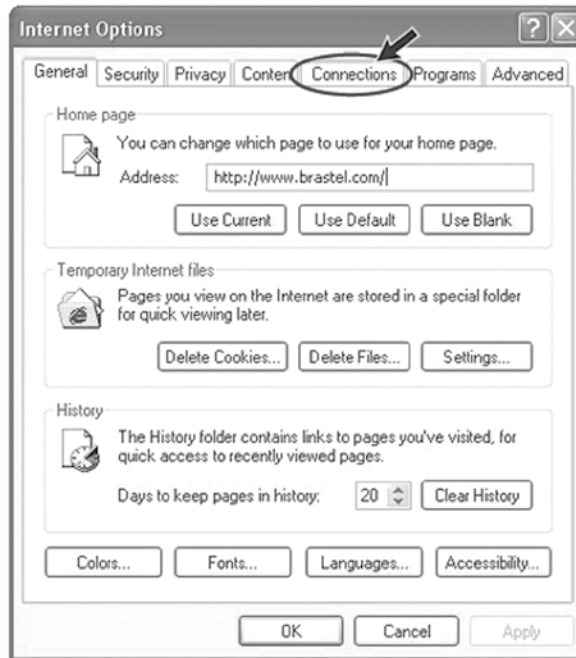 Internet Options
General Security Privacy Conten Connections Programs Advanced
Home page
You can change which page to use for your home page.
Address: http://www.brastel.com/
Use Current Use Default Use Blank
Temporary Internet files
Pages you view on the Internet are stored in a special folder
for quick viewing later.
Delete Cookies... Delete Files... Settings...
History
The History folder contains links to pages you've visited, for
quick access to recently viewed pages.
Days to keep pages in history: 20 Clear History
Colors... Fonts... Languages... Accessibility...
OK Cancel Apply